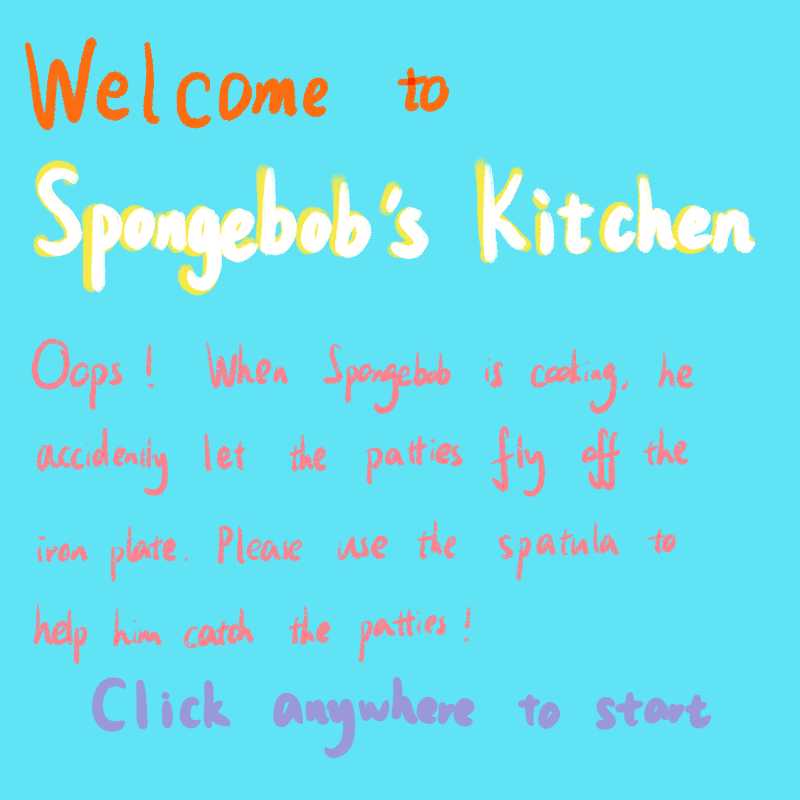 Welcome to
Spongebob's Kitchen
Oops! When Spongebob is cooking, he
accidently let the patties fly off the
iron plate. Please use the spatula to
help him catch the patties!
Click anywhere to start